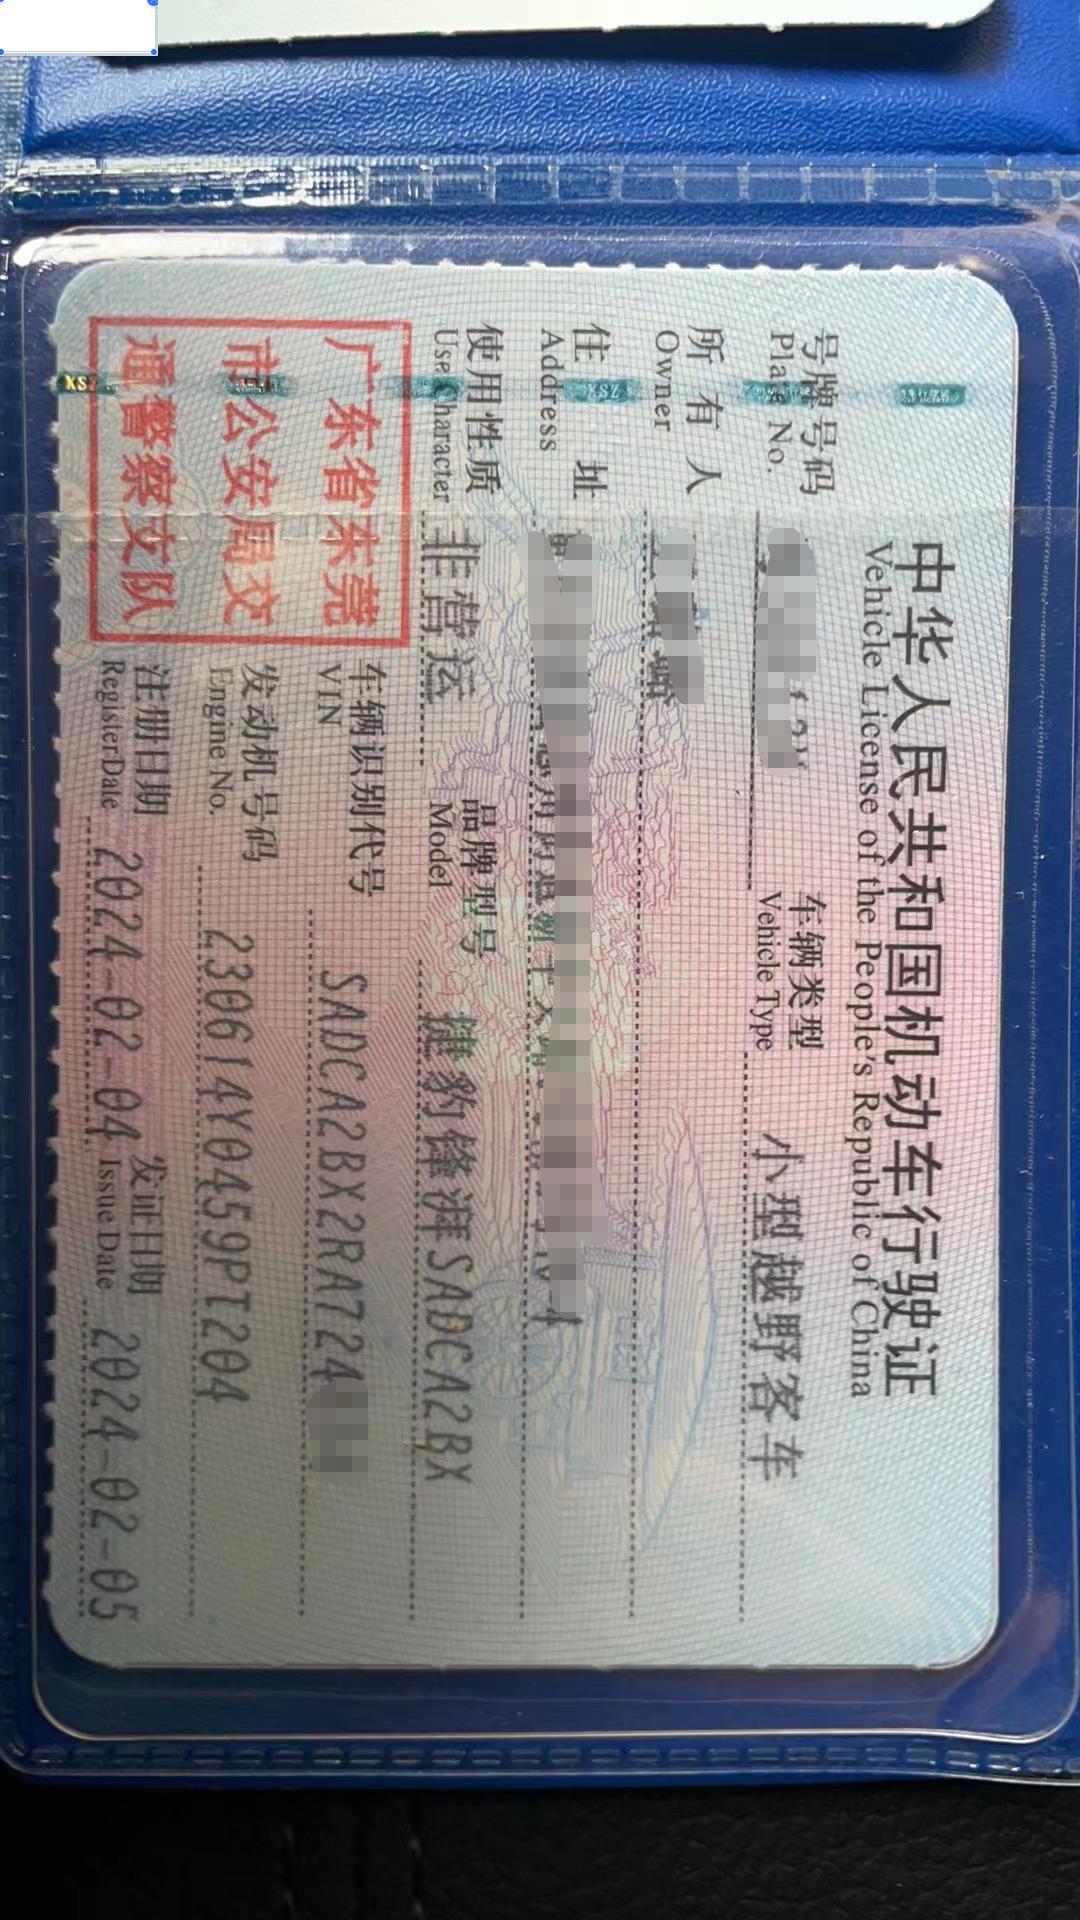 中华人民共和国机动车行驶证
Vehicle License of the People's Republic of China
号牌号码
Plate No.
车辆类型 小型越野客车
Vehicle Type
所有人
Owner
住址
Address
使用性质 非营运
Use Character
品牌型号 捷豹锋湃SADCA2BX
Model
广东省东莞
市公安局交
通警察支队
车辆识别代号 SADCA2BX2RA724
VIN
发动机号码 230614Y0459PT204
Engine No.
注册日期 2024-02-04
RegiserDate
发证日期 2024-02-05
Issue Date